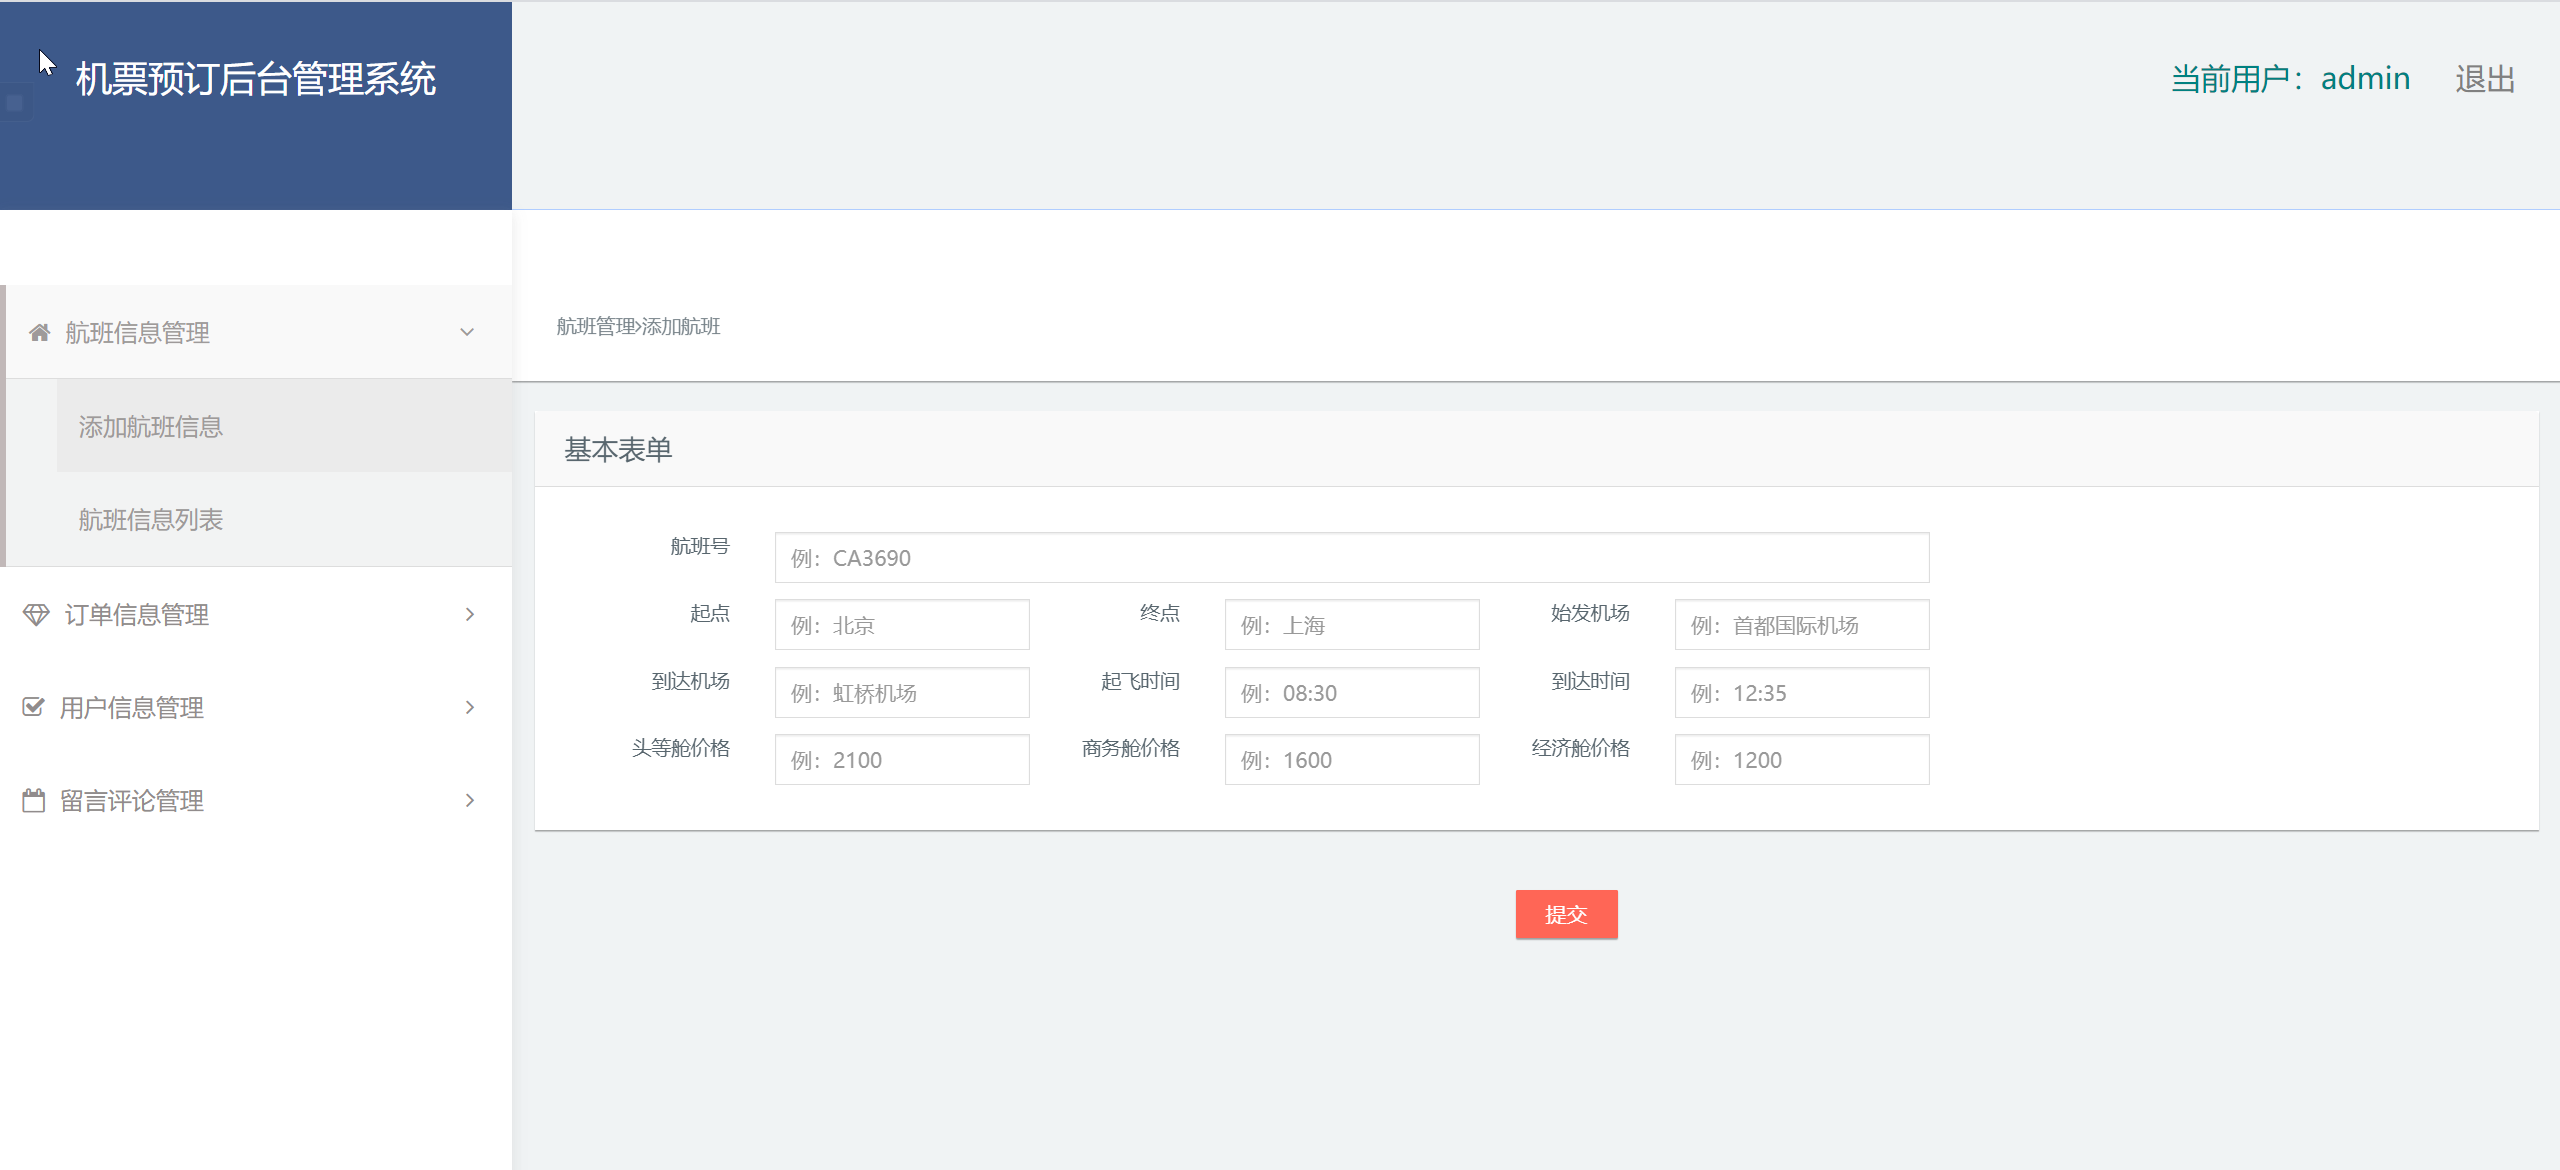 机票预订后台管理系统
当前用户：admin 退出
航班信息管理
添加航班信息
航班信息列表
订单信息管理
用户信息管理
留言评论管理
航班管理>添加航班
基本表单
航班号 例：CA3690
起点 例：北京 终点 例：上海 始发机场 例：首都国际机场
到达机场 例：虹桥机场 起飞时间 例：08:30 到达时间 例：12:35
头等舱价格 例：2100 商务舱价格 例：1600 经济舱价格 例：1200
提交